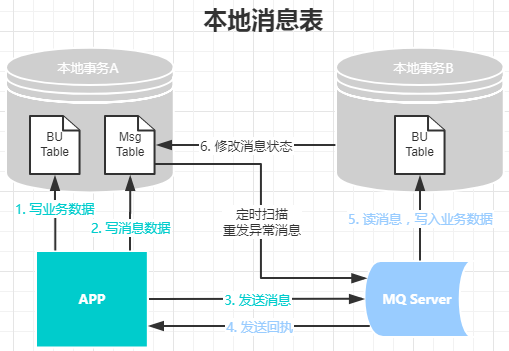 本地消息表
本地事务A
本地事务B
BU
Table
Msg
Table
BU
Table
6. 修改消息状态
1. 写业务数据
2. 写消息数据
定时扫描
重发异常消息
5. 读消息，写入业务数据
APP
3. 发送消息
4. 发送回执
MQ Server